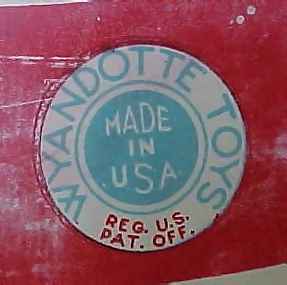 WYANDOTTE TOYS
MADE
IN
U.S.A.
REG. U.S.
PAT. OFF.